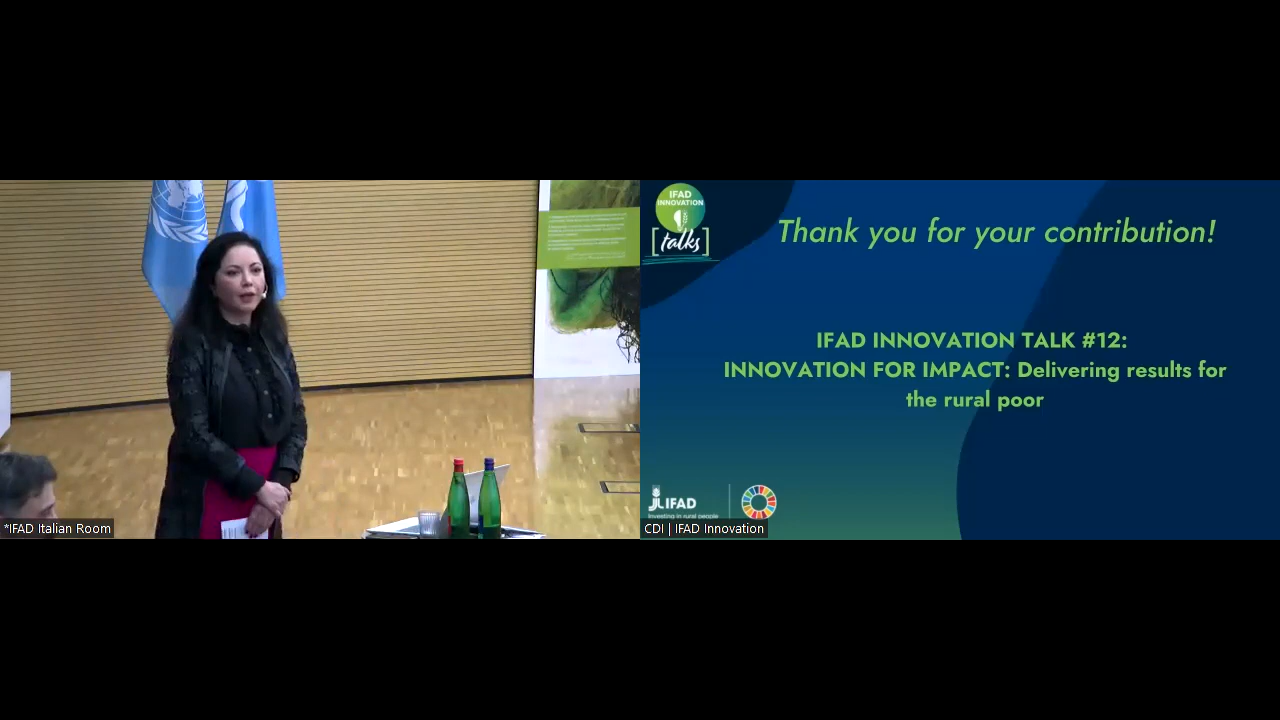 *IFAD Italian Room
IFAD
INNOVATION
[talks]
Thank you for your contribution!
IFAD INNOVATION TALK #12:
INNOVATION FOR IMPACT: Delivering results for
the rural poor
IFAD
Investing in rural people
CDI | IFAD Innovation